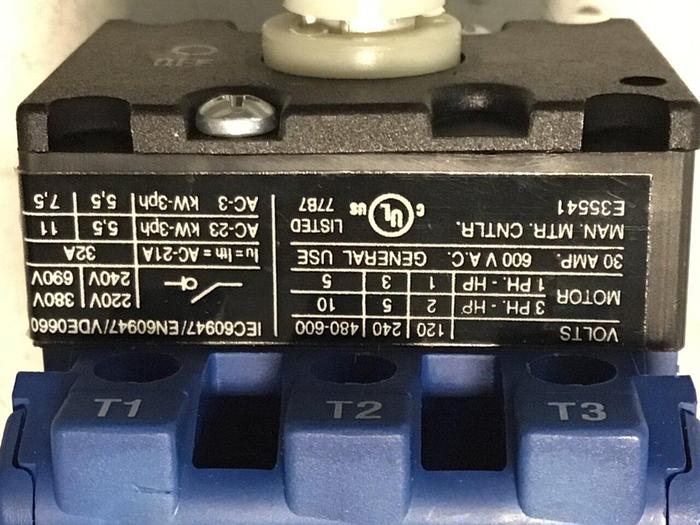 VOLTS 120 240 480-600
MOTOR
3 PH. - HP 2 5 10
1 PH. - HP 1 3 5
30 AMP. 600 V A.C. GENERAL USE
MAN. MTR. CNTLR.
E35541
C UL US
LISTED
77B7
IEC60947/EN60947/VDE0660
220V 380V
240V 690V
Iu = Ith = AC-21A 32A
AC-23 kW-3ph 5,5 11
AC-3 kW-3ph 5,5 7,5
OFF
T1
T2
T3